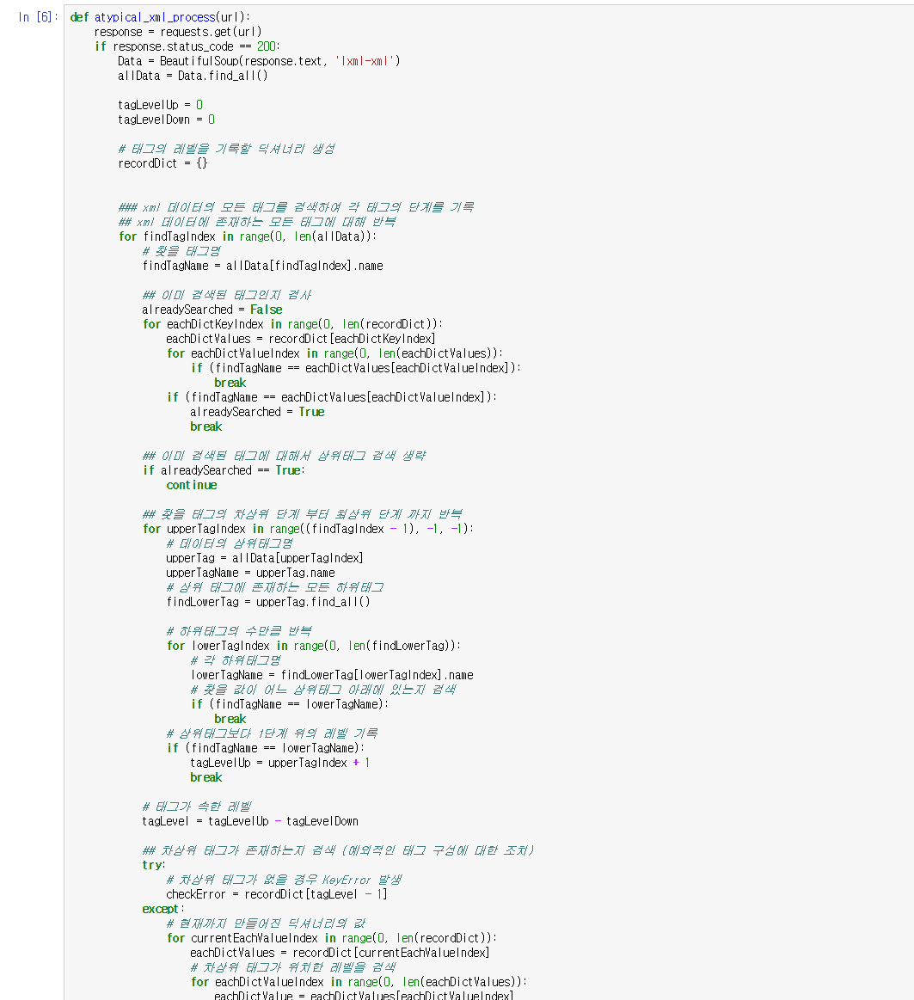 In [6]:
def atypical_xml_process(url):
    response = requests.get(url)
    if response.status_code == 200:
        Data = BeautifulSoup(response.text, 'lxml-xml')
        allData = Data.find_all()

        tagLevelUp = 0
        tagLevelDown = 0

        # 태그의 레벨을 기록할 딕셔너리 생성
        recordDict = {}


        ### xml 데이터의 모든 태그를 검색하여 각 태그의 단계를 기록
        ## xml 데이터에 존재하는 모든 태그에 대해 반복
        for findTagIndex in range(0, len(allData)):
            # 찾을 태그명
            findTagName = allData[findTagIndex].name

            ## 이미 검색된 태그인지 검사
            alreadySearched = False
            for eachDictKeyIndex in range(0, len(recordDict)):
                eachDictValues = recordDict[eachDictKeyIndex]
                for eachDictValueIndex in range(0, len(eachDictValues)):
                    if (findTagName == eachDictValues[eachDictValueIndex]):
                        break
                if (findTagName == eachDictValues[eachDictValueIndex]):
                    alreadySearched = True
                    break

            ## 이미 검색된 태그에 대해서 상위태그 검색 생략
            if alreadySearched == True:
                continue

            ## 찾을 태그의 차상위 단계 부터 최상위 단계 까지 반복
            for upperTagIndex in range((findTagIndex - 1), -1, -1):
                # 데이터의 상위태그명
                upperTag = allData[upperTagIndex]
                upperTagName = upperTag.name
                # 상위 태그에 존재하는 모든 하위태그
                findLowerTag = upperTag.find_all()

                # 하위태그의 수만큼 반복
                for lowerTagIndex in range(0, len(findLowerTag)):
                    # 각 하위태그명
                    lowerTagName = findLowerTag[lowerTagIndex].name
                    # 찾을 값이 어느 상위태그 아래에 있는지 검색
                    if (findTagName == lowerTagName):
                        break
                # 상위태그보다 1단계 위의 레벨 기록
                if (findTagName == lowerTagName):
                    tagLevelUp = upperTagIndex + 1
                    break

            # 태그가 속한 레벨
            tagLevel = tagLevelUp - tagLevelDown

            ## 차상위 태그가 존재하는지 검색 (예외적인 태그 구성에 대한 조치)
            try:
                # 차상위 태그가 없을 경우 KeyError 발생
                checkError = recordDict[tagLevel - 1]
            except:
                # 현재까지 만들어진 딕셔너리의 값
                for currentEachValueIndex in range(0, len(recordDict)):
                    eachDictValues = recordDict[currentEachValueIndex]
                    # 차상위 태그가 위치한 레벨을 검색
                    for eachDictValueIndex in range(0, len(eachDictValues)):
                        eachDictValue = eachDictValues[eachDictValueIndex]